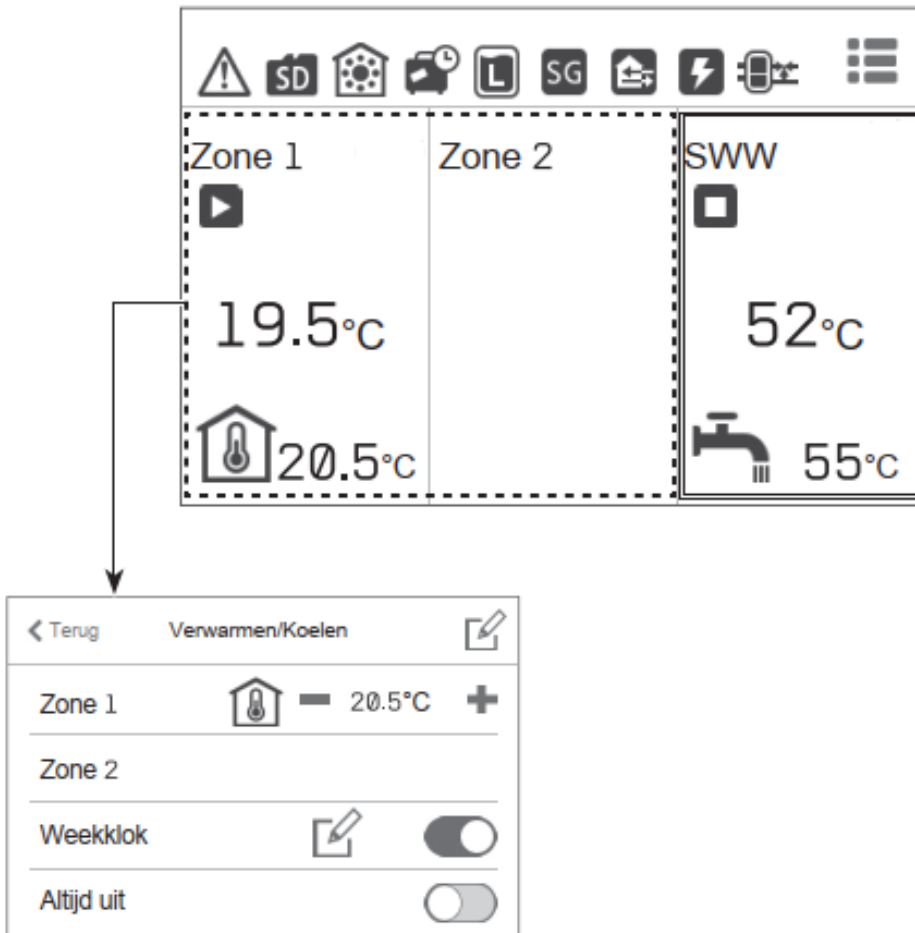 SD L SG
Zone 1 Zone 2 SWW
19.5°C 52°C
20.5°C 55°C
Terug Verwarmen/Koelen
Zone 1 20.5°C
Zone 2
Weekklok
Altijd uit